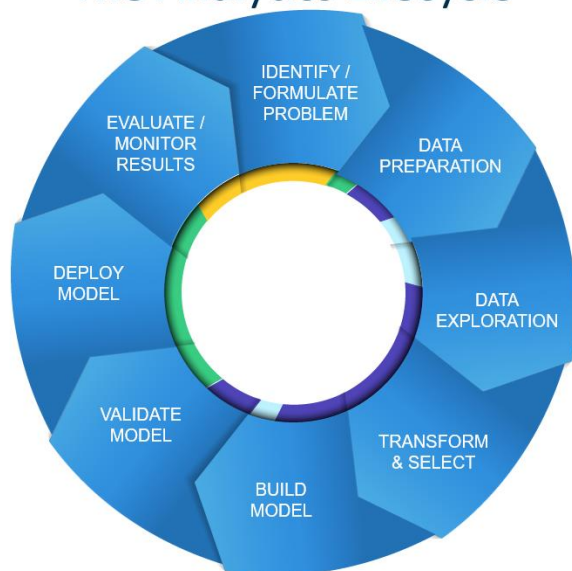 IDENTIFY /
FORMULATE
PROBLEM
DATA
PREPARATION
DATA
EXPLORATION
TRANSFORM
& SELECT
BUILD
MODEL
VALIDATE
MODEL
DEPLOY
MODEL
EVALUATE /
MONITOR
RESULTS